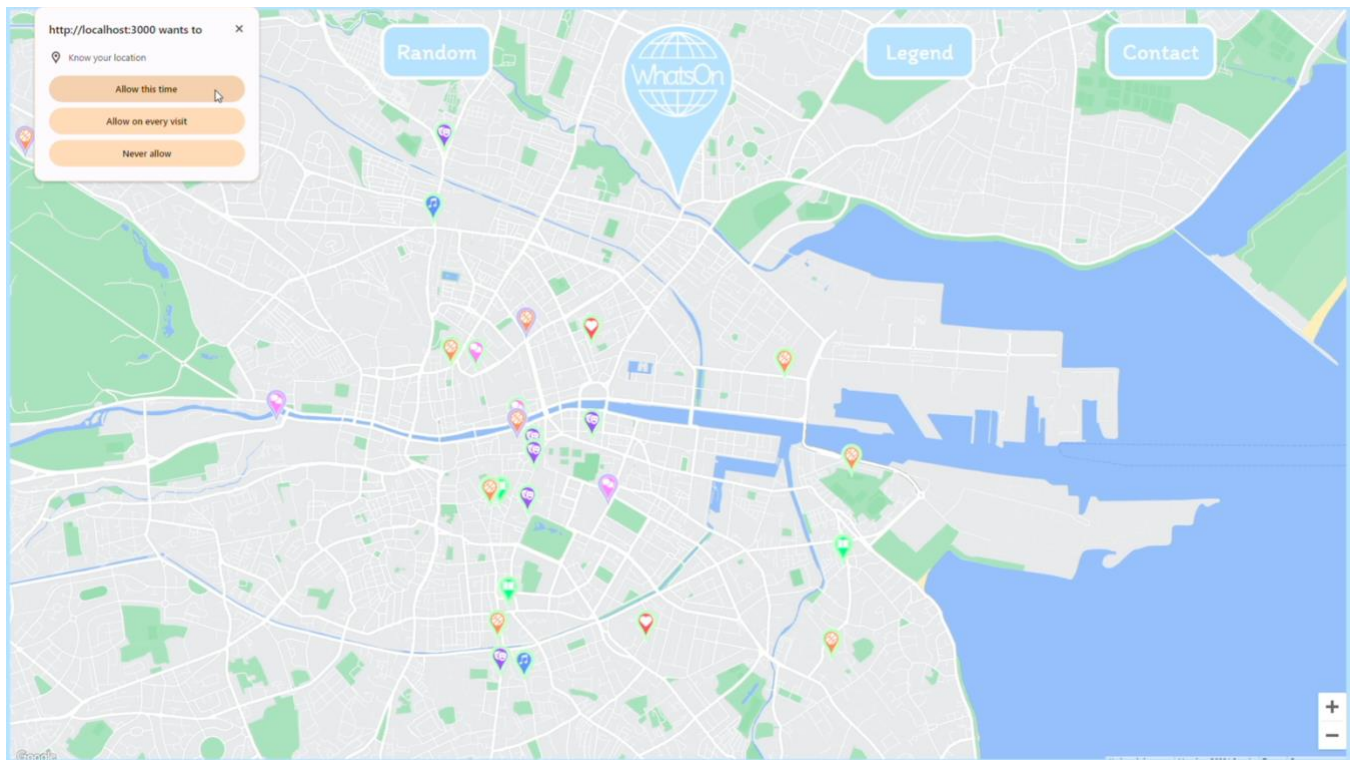 http://localhost:3000 wants to
Know your location
Allow this time
Allow on every visit
Never allow
Random
WhatsOn
Legend
Contact
Google